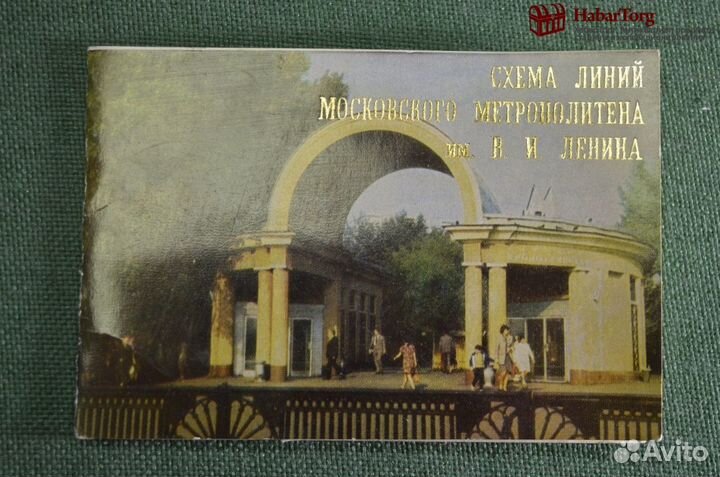 HabarTorg
СХЕМА ЛИНИЙ
МОСКОВСКОГО МЕТРОПОЛИТЕНА
ИМ. В. И ЛЕНИНА
Avito